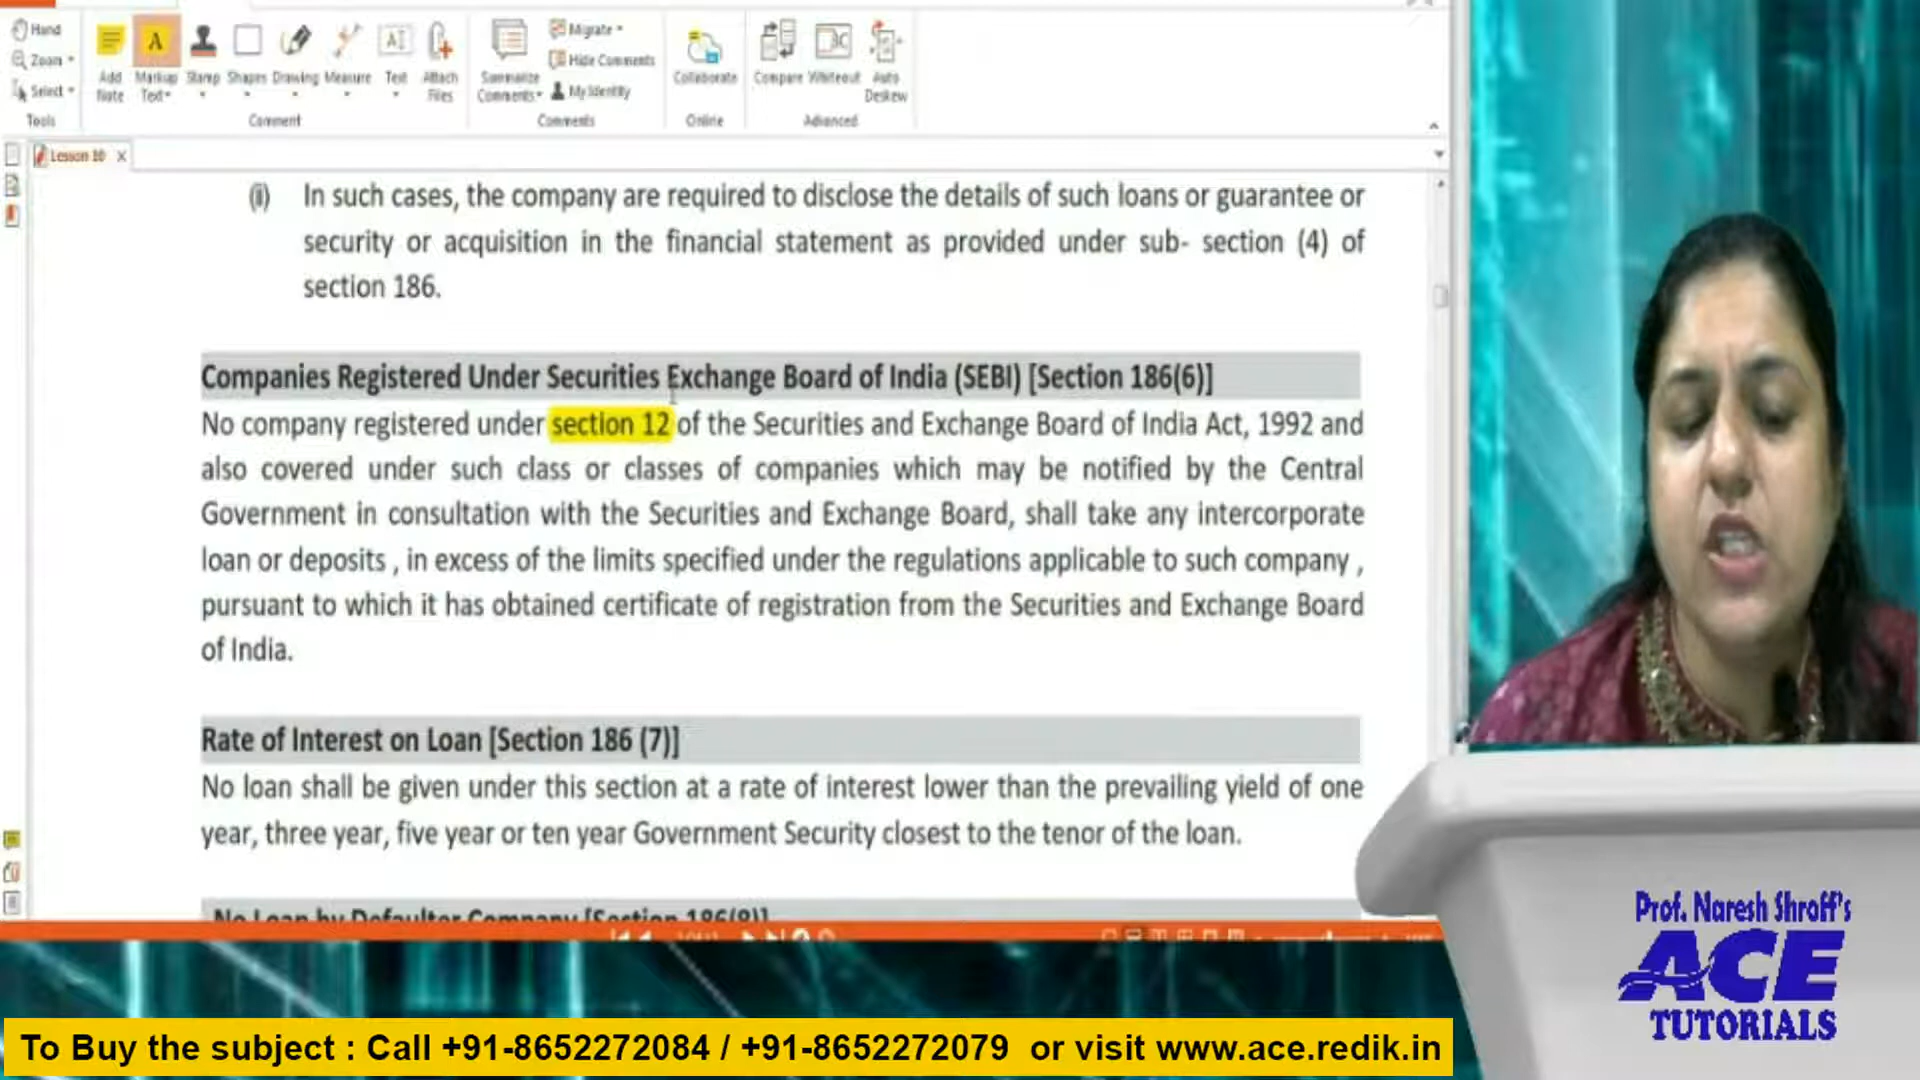 Hand
Zoom
Select
Tools
Add Note
Markup Text
Stamp
Shapes
Drawing
Measure
Text
Attach Files
Comment
Summarize Comments
Migrate
Hide Comments
My Identity
Comments
Collaborate
Online
Compare
Whiteout
Auto Deskew
Advanced
Lesson 10
(i) In such cases, the company are required to disclose the details of such loans or guarantee or
security or acquisition in the financial statement as provided under sub- section (4) of
section 186.
Companies Registered Under Securities Exchange Board of India (SEBI) [Section 186(6)]
No company registered under section 12 of the Securities and Exchange Board of India Act, 1992 and
also covered under such class or classes of companies which may be notified by the Central
Government in consultation with the Securities and Exchange Board, shall take any intercorporate
loan or deposits , in excess of the limits specified under the regulations applicable to such company ,
pursuant to which it has obtained certificate of registration from the Securities and Exchange Board
of India.
Rate of Interest on Loan [Section 186 (7)]
No loan shall be given under this section at a rate of interest lower than the prevailing yield of one
year, three year, five year or ten year Government Security closest to the tenor of the loan.
No Loan by Defaulter Company [Section 186(8)]
Prof. Naresh Shroff's
ACE
TUTORIALS
To Buy the subject : Call +91-8652272084 / +91-8652272079 or visit www.ace.redik.in